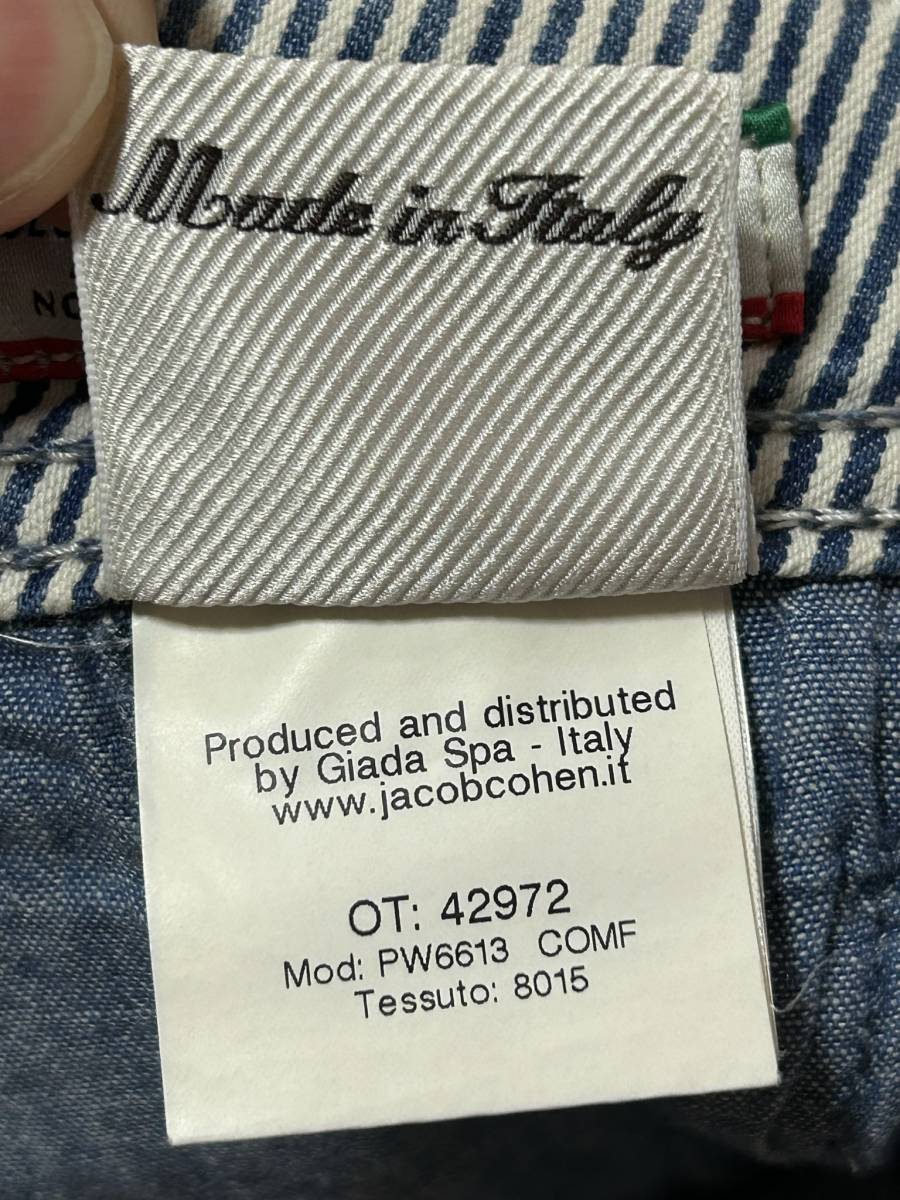 Made in Italy
Produced and distributed
by Giada Spa - Italy
www.jacobcohen.it
OT: 42972
Mod: PW6613 COMF
Tessuto: 8015